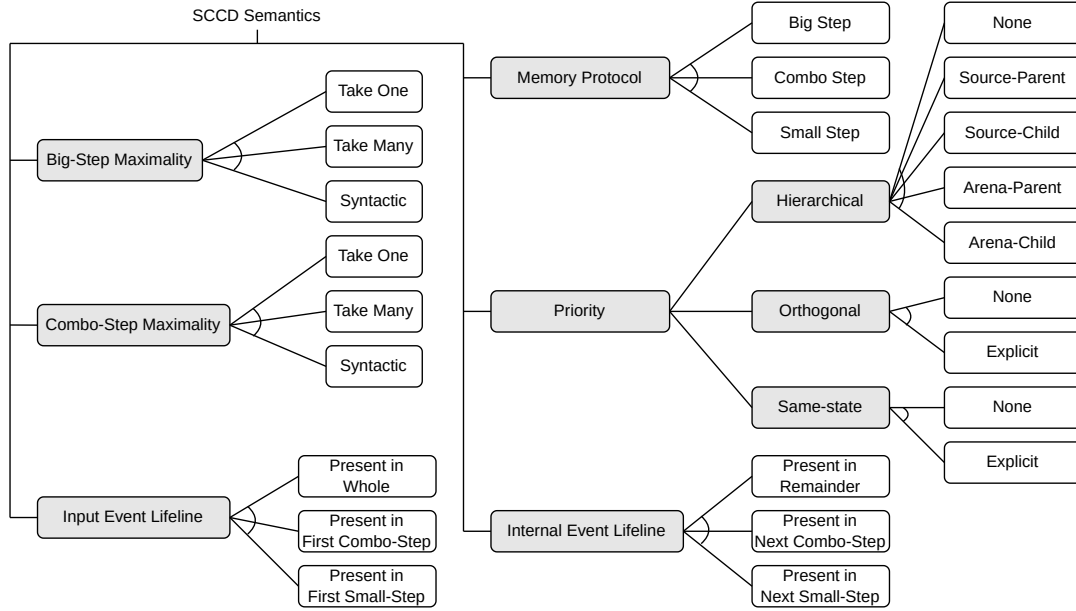 SCCD Semantics
Big-Step Maximality
Take One
Take Many
Syntactic
Combo-Step Maximality
Take One
Take Many
Syntactic
Input Event Lifeline
Present in
Whole
Present in
First Combo-Step
Present in
First Small-Step
Memory Protocol
Big Step
Combo Step
Small Step
Priority
Hierarchical
None
Source-Parent
Source-Child
Arena-Parent
Arena-Child
Orthogonal
None
Explicit
Same-state
None
Explicit
Internal Event Lifeline
Present in
Remainder
Present in
Next Combo-Step
Present in
Next Small-Step